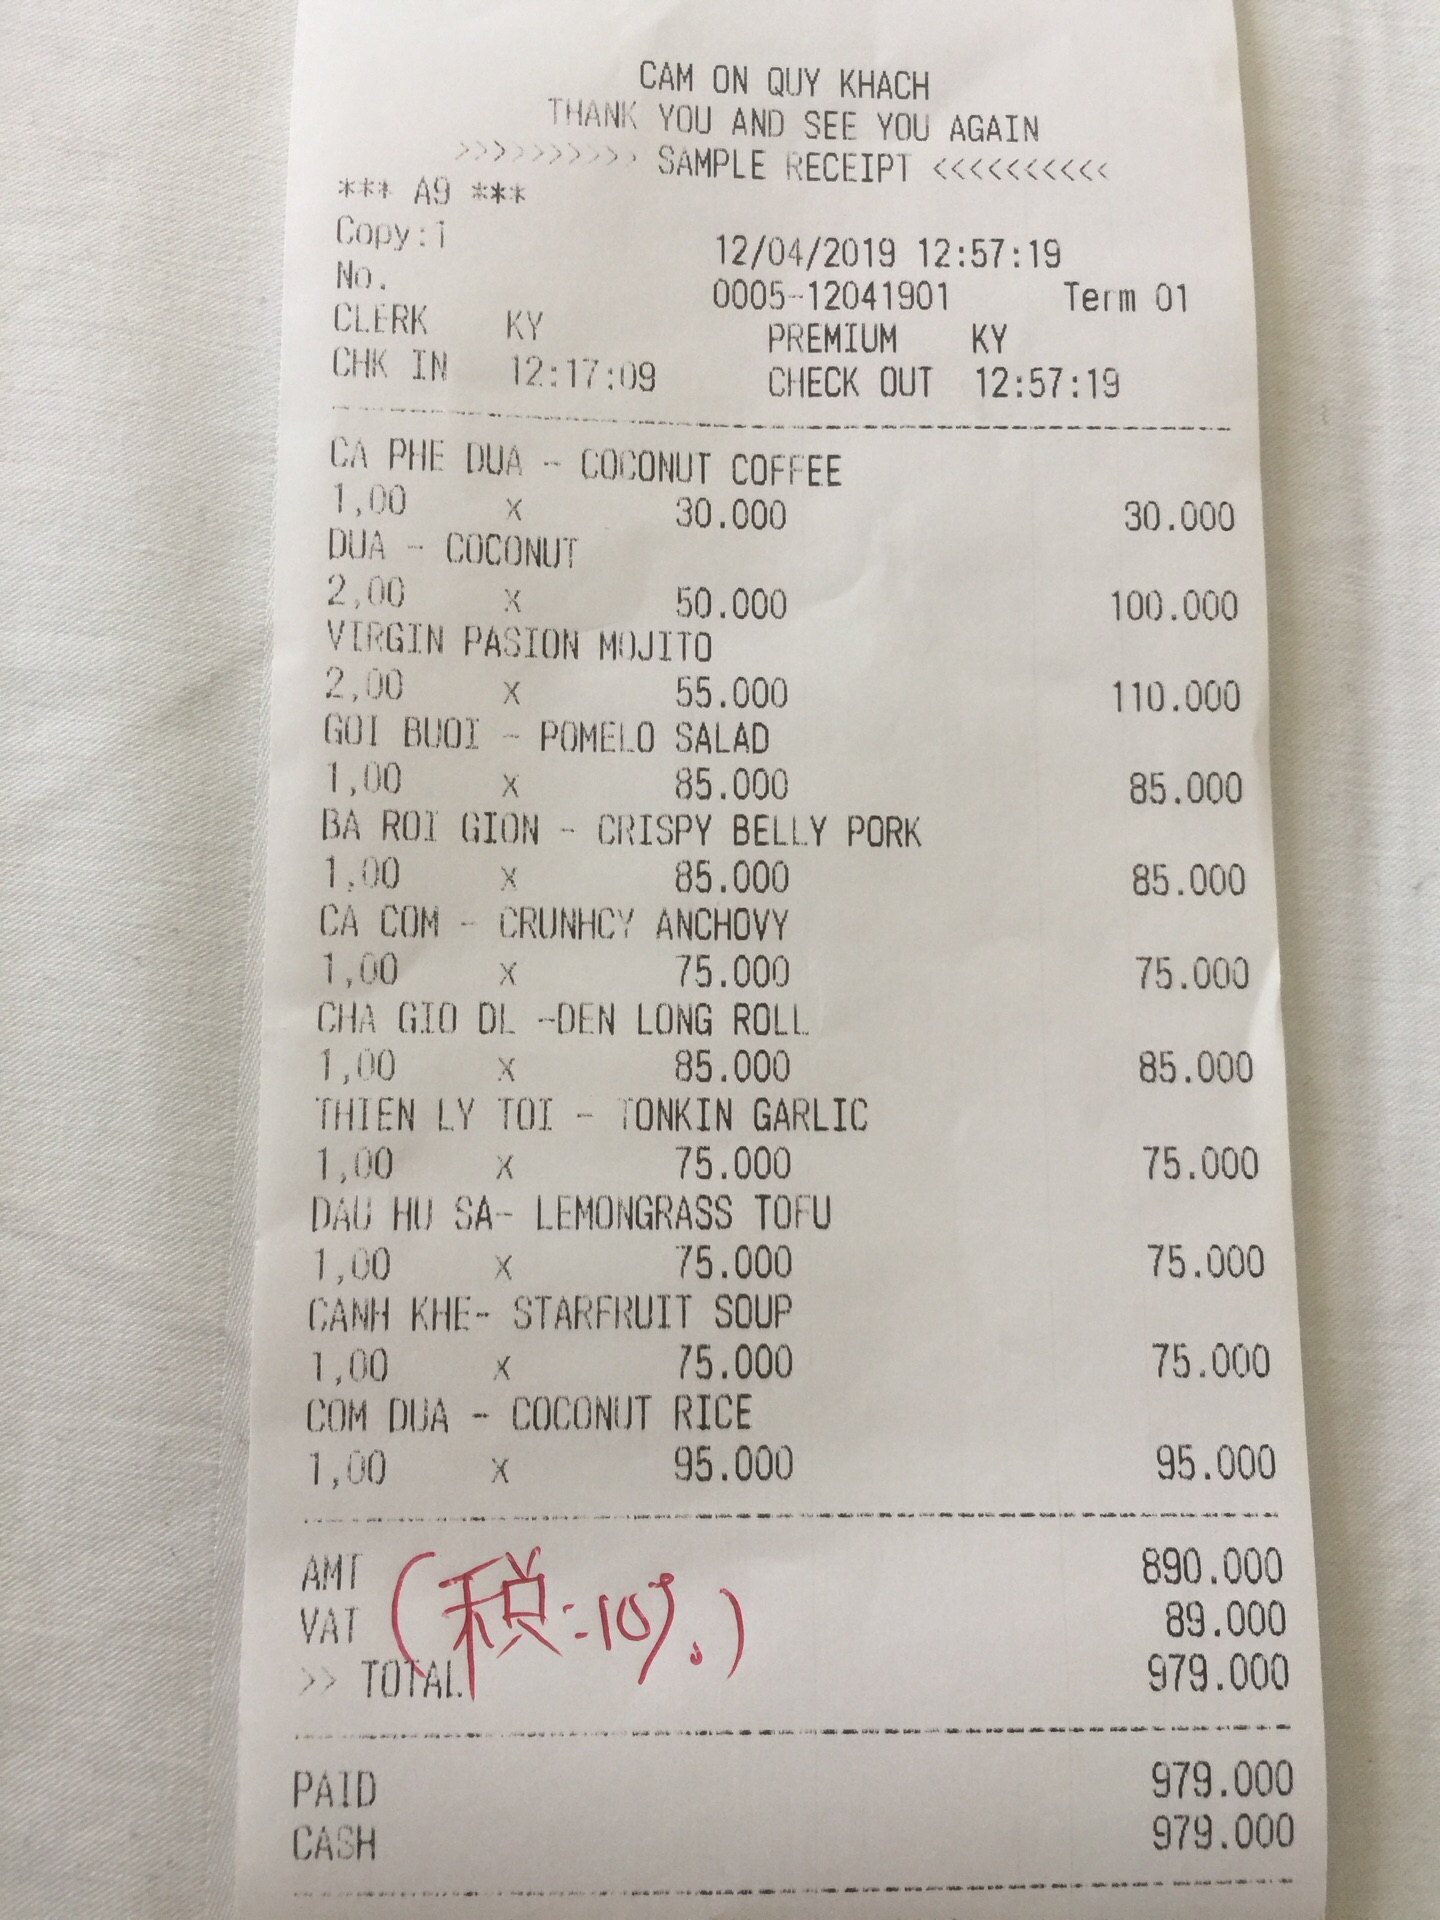 CAM ON QUY KHACH
THANK YOU AND SEE YOU AGAIN
>>>>>>>>>> SAMPLE RECEIPT <<<<<<<<<<
*** A9 ***
Copy:1 12/04/2019 12:57:19
No. 0005-12041901 Term 01
CLERK KY PREMIUM KY
CHK IN 12:17:09 CHECK OUT 12:57:19
CA PHE DUA - COCONUT COFFEE
1,00 x 30.000 30.000
DUA - COCONUT
2,00 x 50.000 100.000
VIRGIN PASION MOJITO
2,00 x 55.000 110.000
GOI BUOI - POMELO SALAD
1,00 x 85.000 85.000
BA ROI GION - CRISPY BELLY PORK
1,00 x 85.000 85.000
CA COM - CRUNHCY ANCHOVY
1,00 x 75.000 75.000
CHA GIO DL -DEN LONG ROLL
1,00 x 85.000 85.000
THIEN LY TOI - TONKIN GARLIC
1,00 x 75.000 75.000
DAU HU SA- LEMONGRASS TOFU
1,00 x 75.000 75.000
CANH KHE- STARFRUIT SOUP
1,00 x 75.000 75.000
COM DUA - COCONUT RICE
1,00 x 95.000 95.000
AMT 890.000
VAT (税:10%) 89.000
>> TOTAL 979.000
PAID 979.000
CASH 979.000